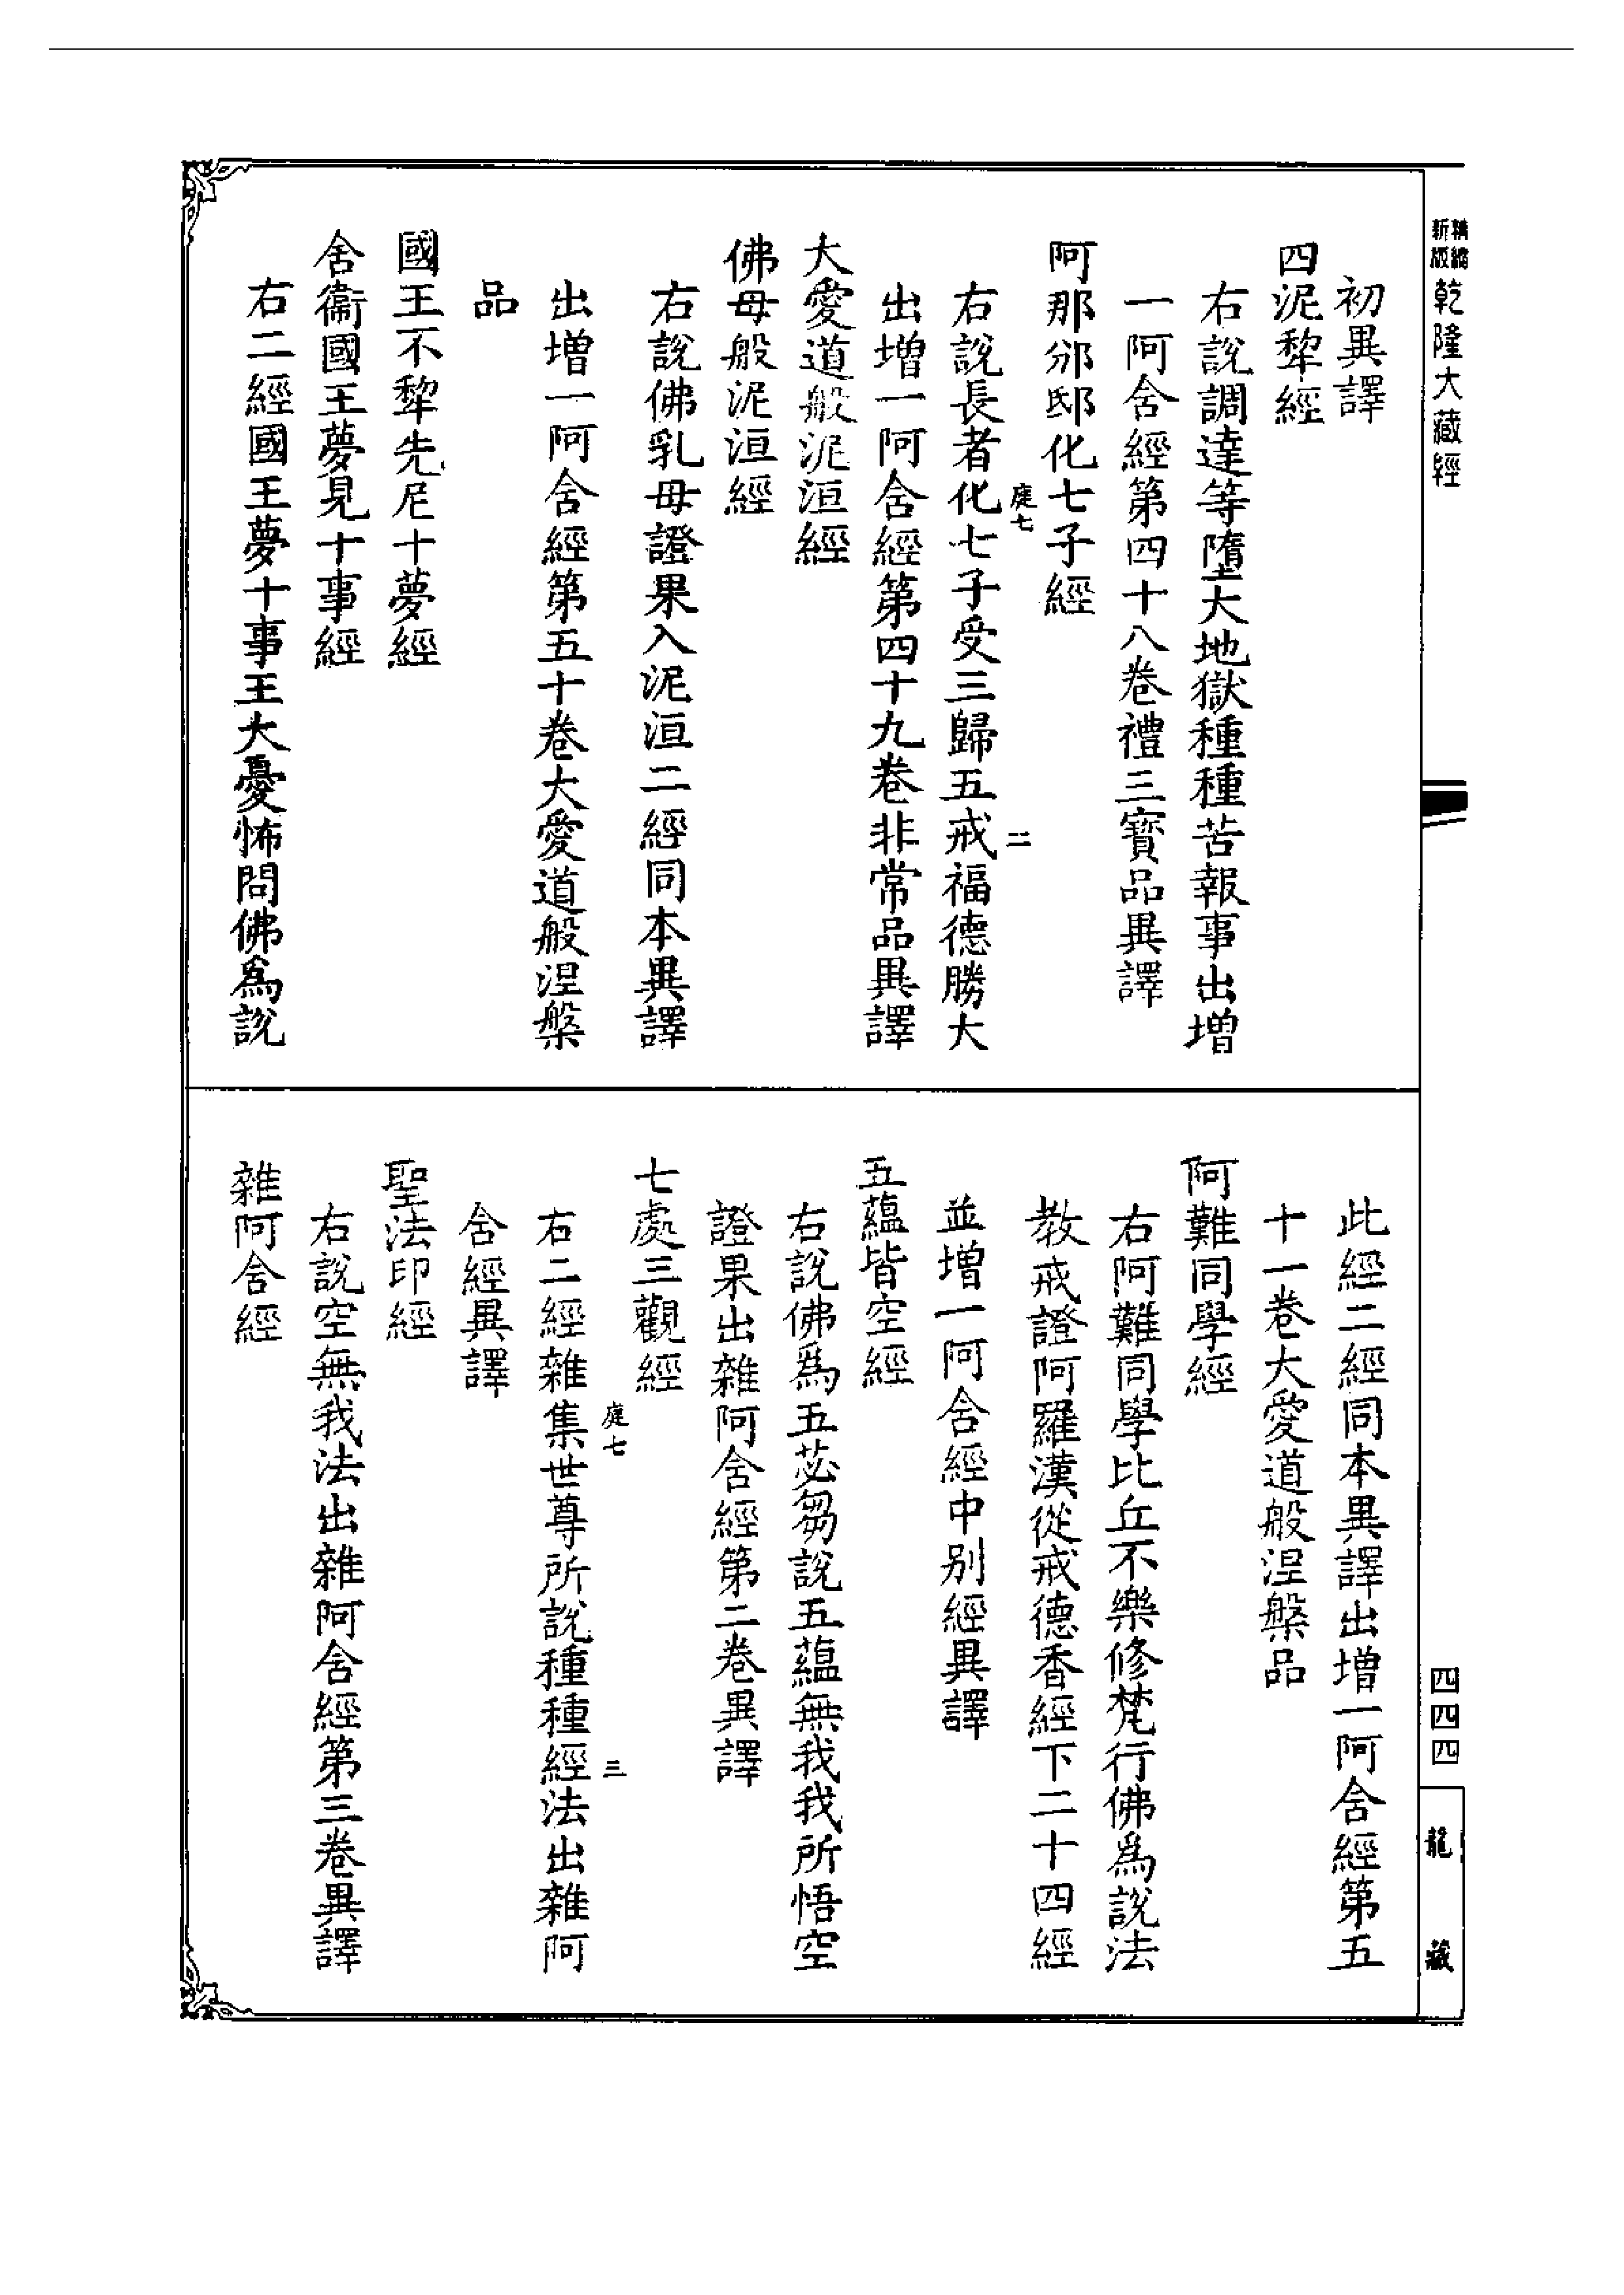 精縮新版乾隆大藏經
初異譯
四泥犂經
右說調達等墮大地獄種種苦報事出增
一阿舍經第四十八卷禮三寶品異譯
阿那邠邸化七子經
庭七 二
右說長者化七子受三歸五戒福德勝大
出增一阿舍經第四十九卷非常品異譯
大愛道般泥洹經
佛母般泥洹經
右說佛乳母證果入泥洹二經同本異譯
出增一阿舍經第五十卷大愛道般涅槃
品
國王不犂先尼十夢經
舍衞國王夢見十事經
右二經國王夢十事王大憂怖問佛爲說
此經二經同本異譯出增一阿舍經第五
十一卷大愛道般涅槃品
阿難同學經
右阿難同學比丘不樂修梵行佛爲說法
教戒證阿羅漢從戒德香經下二十四經
並增一阿舍經中別經異譯
五蘊皆空經
右說佛爲五苾芻說五蘊無我我所悟空
證果出雜阿舍經第二卷異譯
七處三觀經
庭七 三
右二經雜集世尊所說種種經法出雜阿
舍經異譯
聖法印經
右說空無我法出雜阿舍經第三卷異譯
雜阿舍經
四四四
龍藏